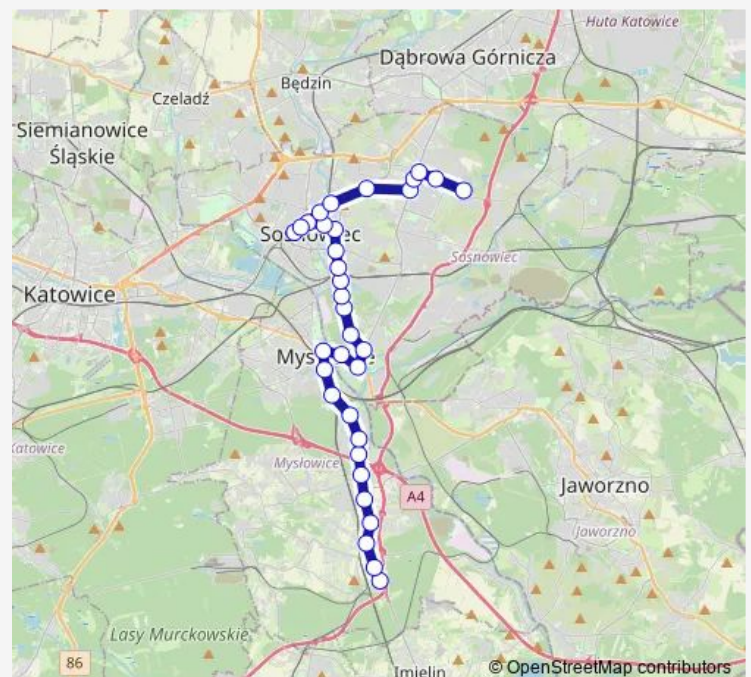 Huta Katowice
Dąbrowa Górnicza
Będzin
Czeladź
Siemianowice
Śląskie
Sosnowiec
Sosnowiec
Katowice
Katowice
Mysłowice
Jaworzno
A4
Jaworzno
Lasy Murckowskie
86
Imielin
© OpenStreetMap contributors